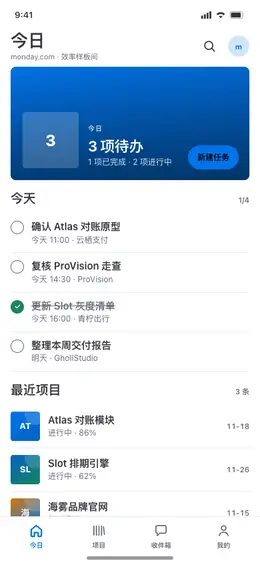 9:41
今日
monday.com · 效率样板间
m
3
今日
3 项待办
1 项已完成 · 2 项进行中
新建任务
今天
1/4
确认 Atlas 对账原型
今天 11:00 · 云栖支付
复核 ProVision 走查
今天 14:30 · ProVision
更新 Slot 灰度清单
今天 16:00 · 青柠出行
整理本周交付报告
明天 · GhollStudio
最近项目
3 条
AT
Atlas 对账模块
进行中 · 86%
11-18
SL
Slot 排期引擎
进行中 · 62%
11-26
海
海雾品牌官网
11-15
今日
项目
收件箱
我的